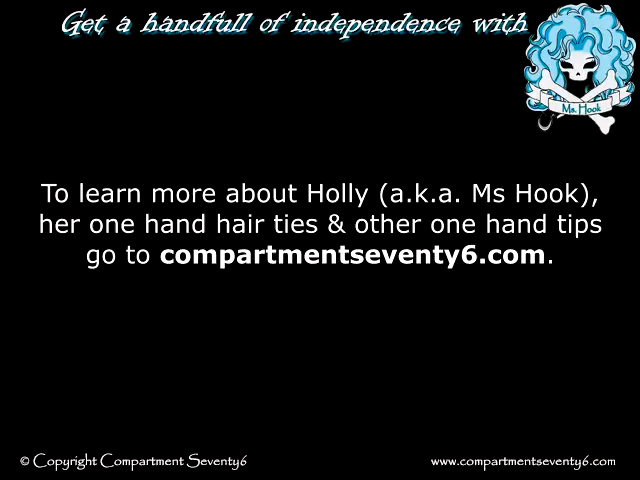 Get a handfull of independence with
Ms. Hook
To learn more about Holly (a.k.a. Ms Hook),
her one hand hair ties & other one hand tips
go to compartmentseventy6.com.
© Copyright Compartment Seventy6
www.compartmentseventy6.com